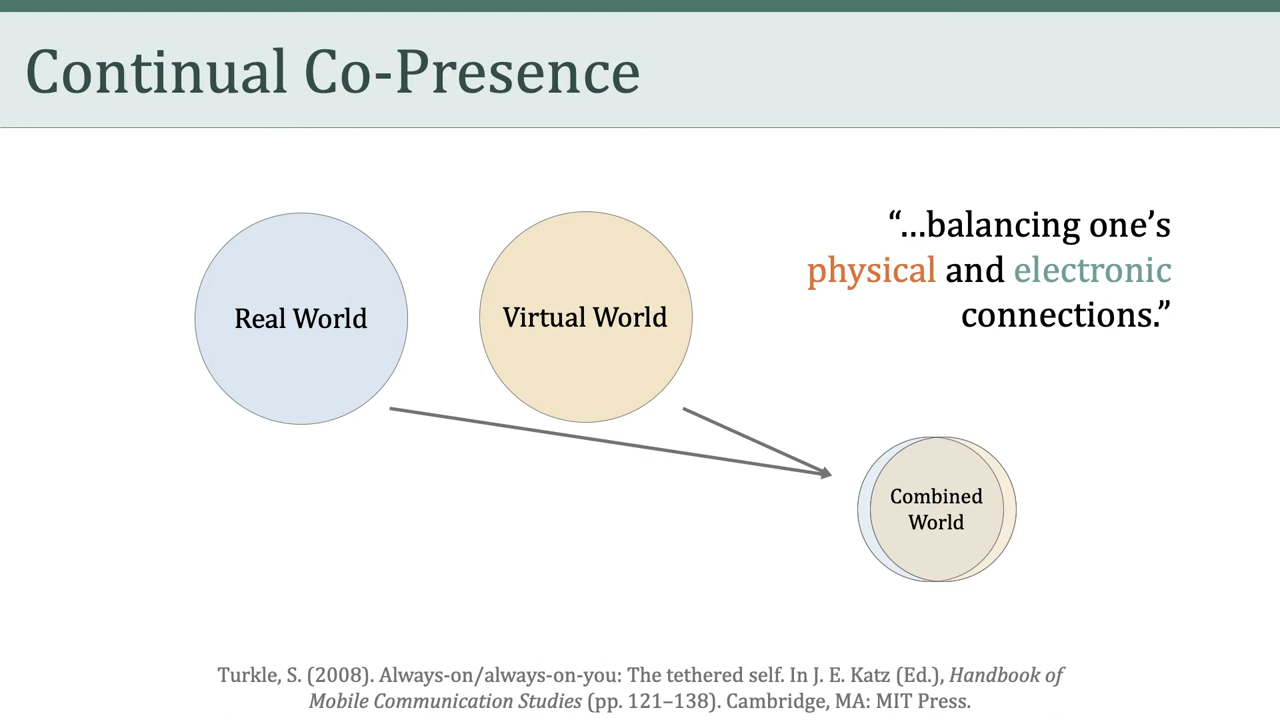 Continual Co-Presence
Real World
Virtual World
“…balancing one’s
physical and electronic
connections.”
Combined
World
Turkle, S. (2008). Always-on/always-on-you: The tethered self. In J. E. Katz (Ed.), Handbook of
Mobile Communication Studies (pp. 121–138). Cambridge, MA: MIT Press.